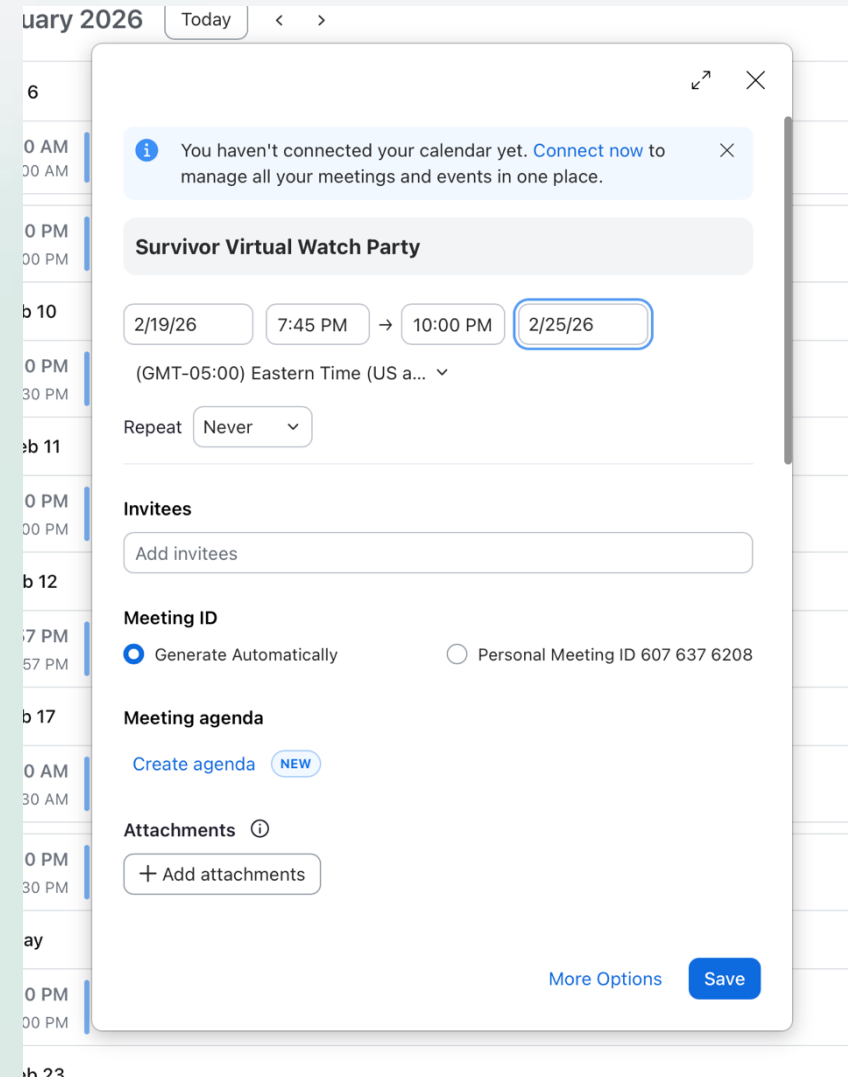 uary 2026 Today
6
0 AM
00 AM
0 PM
00 PM
b 10
0 PM
30 PM
eb 11
0 PM
00 PM
b 12
57 PM
57 PM
b 17
0 AM
30 AM
0 PM
30 PM
ay
0 PM
00 PM
eb 23
You haven't connected your calendar yet. Connect now to
manage all your meetings and events in one place.
Survivor Virtual Watch Party
2/19/26 7:45 PM → 10:00 PM 2/25/26
(GMT-05:00) Eastern Time (US a...
Repeat Never
Invitees
Add invitees
Meeting ID
Generate Automatically Personal Meeting ID 607 637 6208
Meeting agenda
Create agenda NEW
Attachments
+ Add attachments
More Options Save